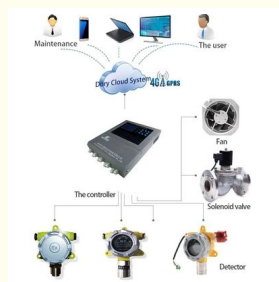 Maintenance
The user
Dory Cloud System
4G/ GPRS
Fan
The controller
Solenoid valve
Detector